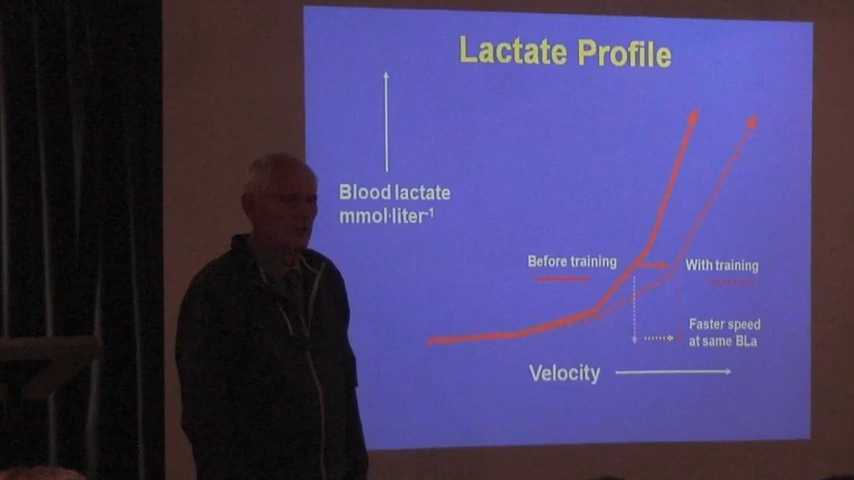 Lactate Profile
Blood lactate
mmol·liter-1
Before training
With training
Faster speed
at same BLa
Velocity